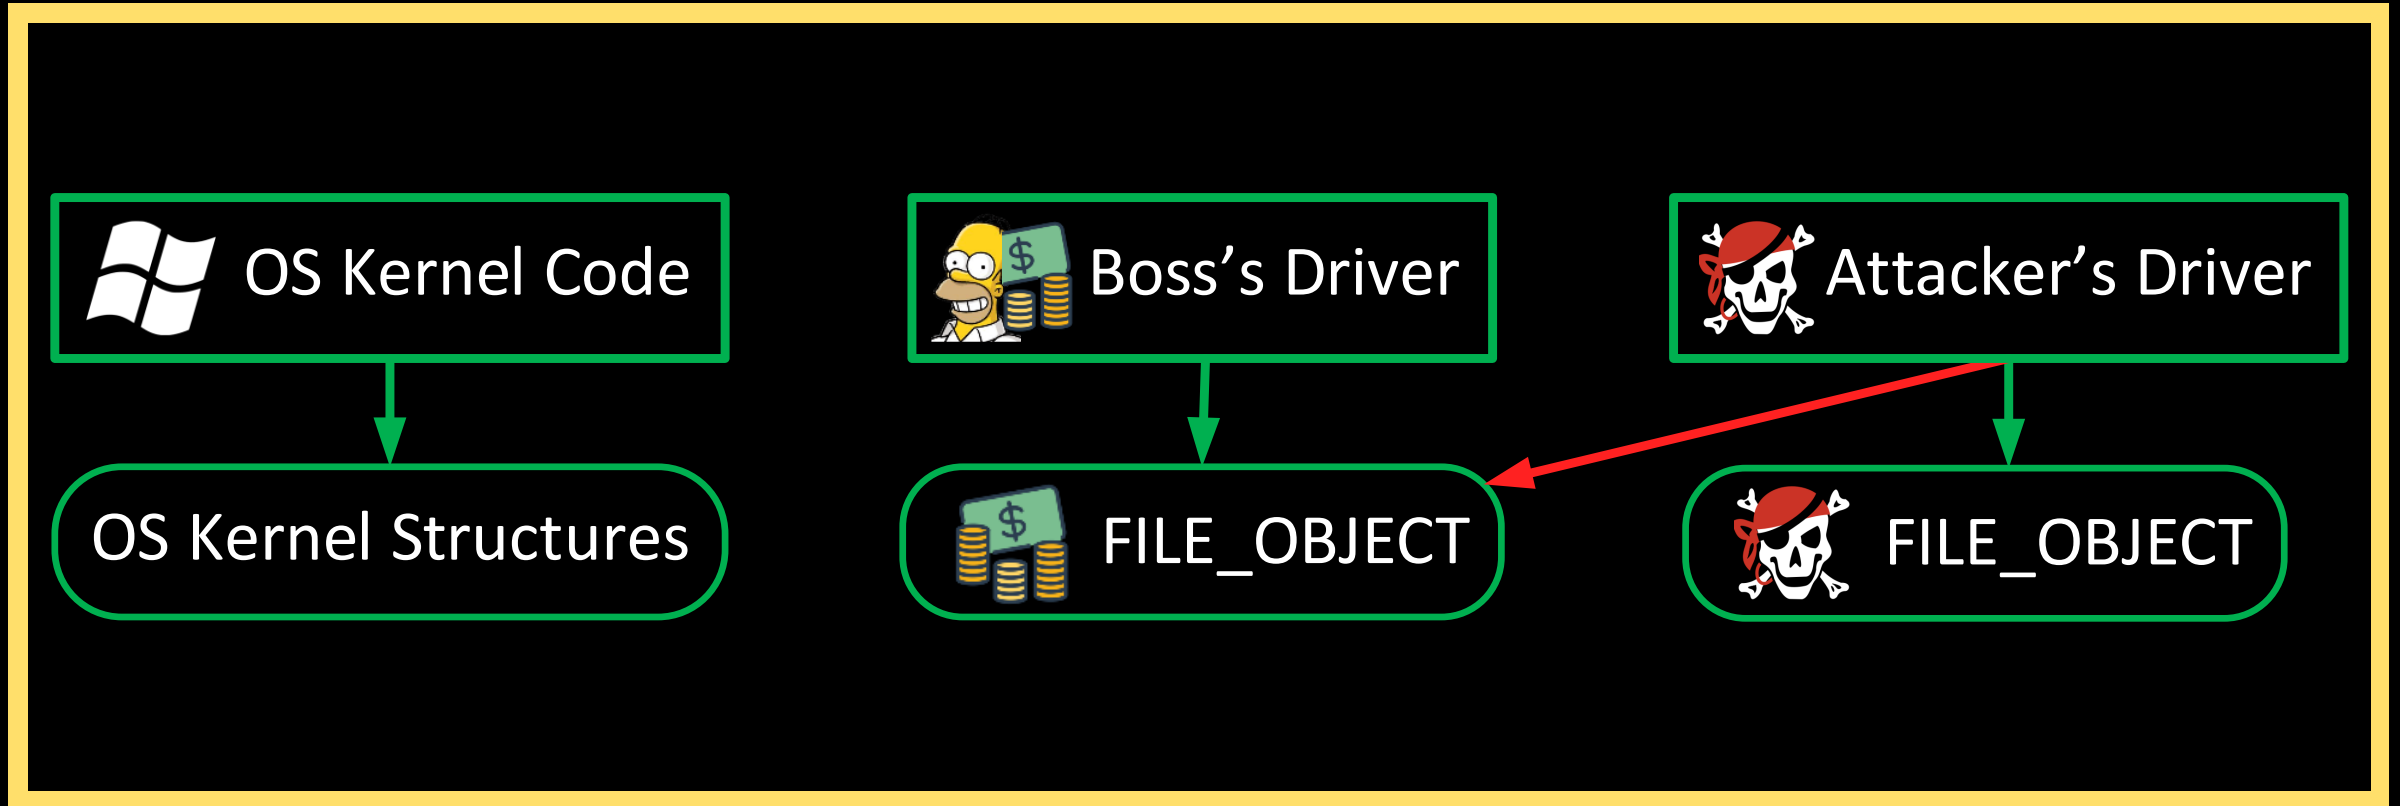 OS Kernel Code
Boss’s Driver
Attacker’s Driver
OS Kernel Structures
$ FILE_OBJECT
FILE_OBJECT